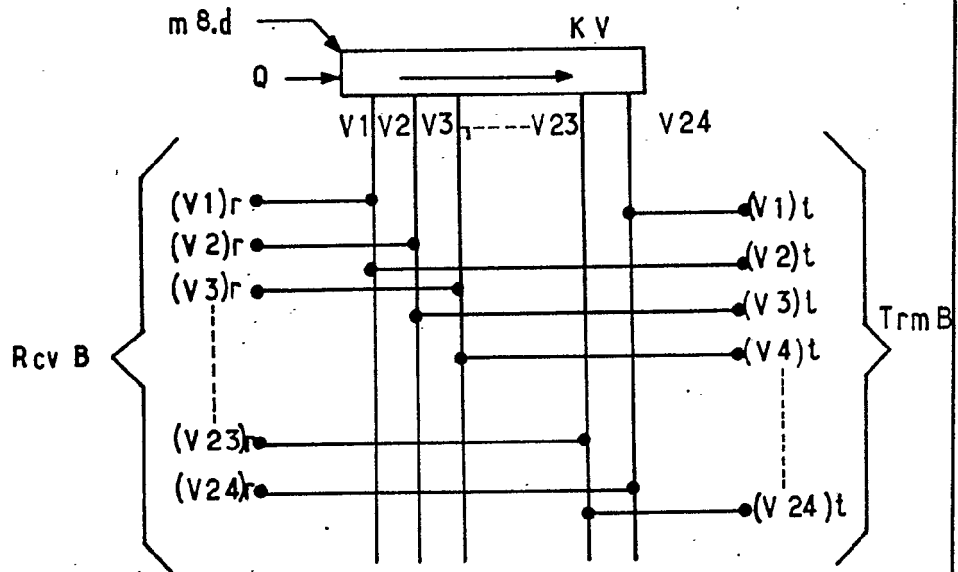 m 8.d
K V
Q
V1 V2 V3 V23 V24
(V1)r
(V1)t
(V2)r
(V2)t
(V3)r
(V3)t
Rcv B
Trm B
(V4)t
(V23)r
(V24)r
(V24)t